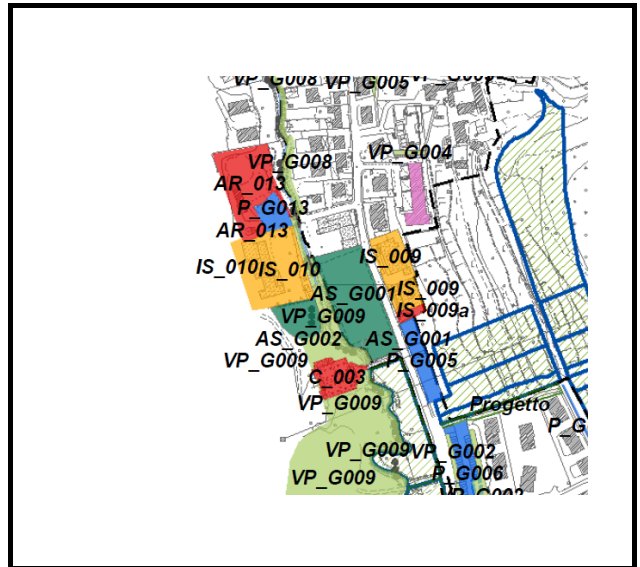 VP_G008
VP_G005
VP_G004
VP_G008
AR_013
P_G013
AR_013
IS_009
IS_010
IS_010
IS_009
AS_G001
IS_009a
VP_G009
AS_G002
AS_G001
VP_G009
P_G005
C_003
VP_G009
Progetto
P_G
VP_G009
VP_G002
VP_G009
P_G006